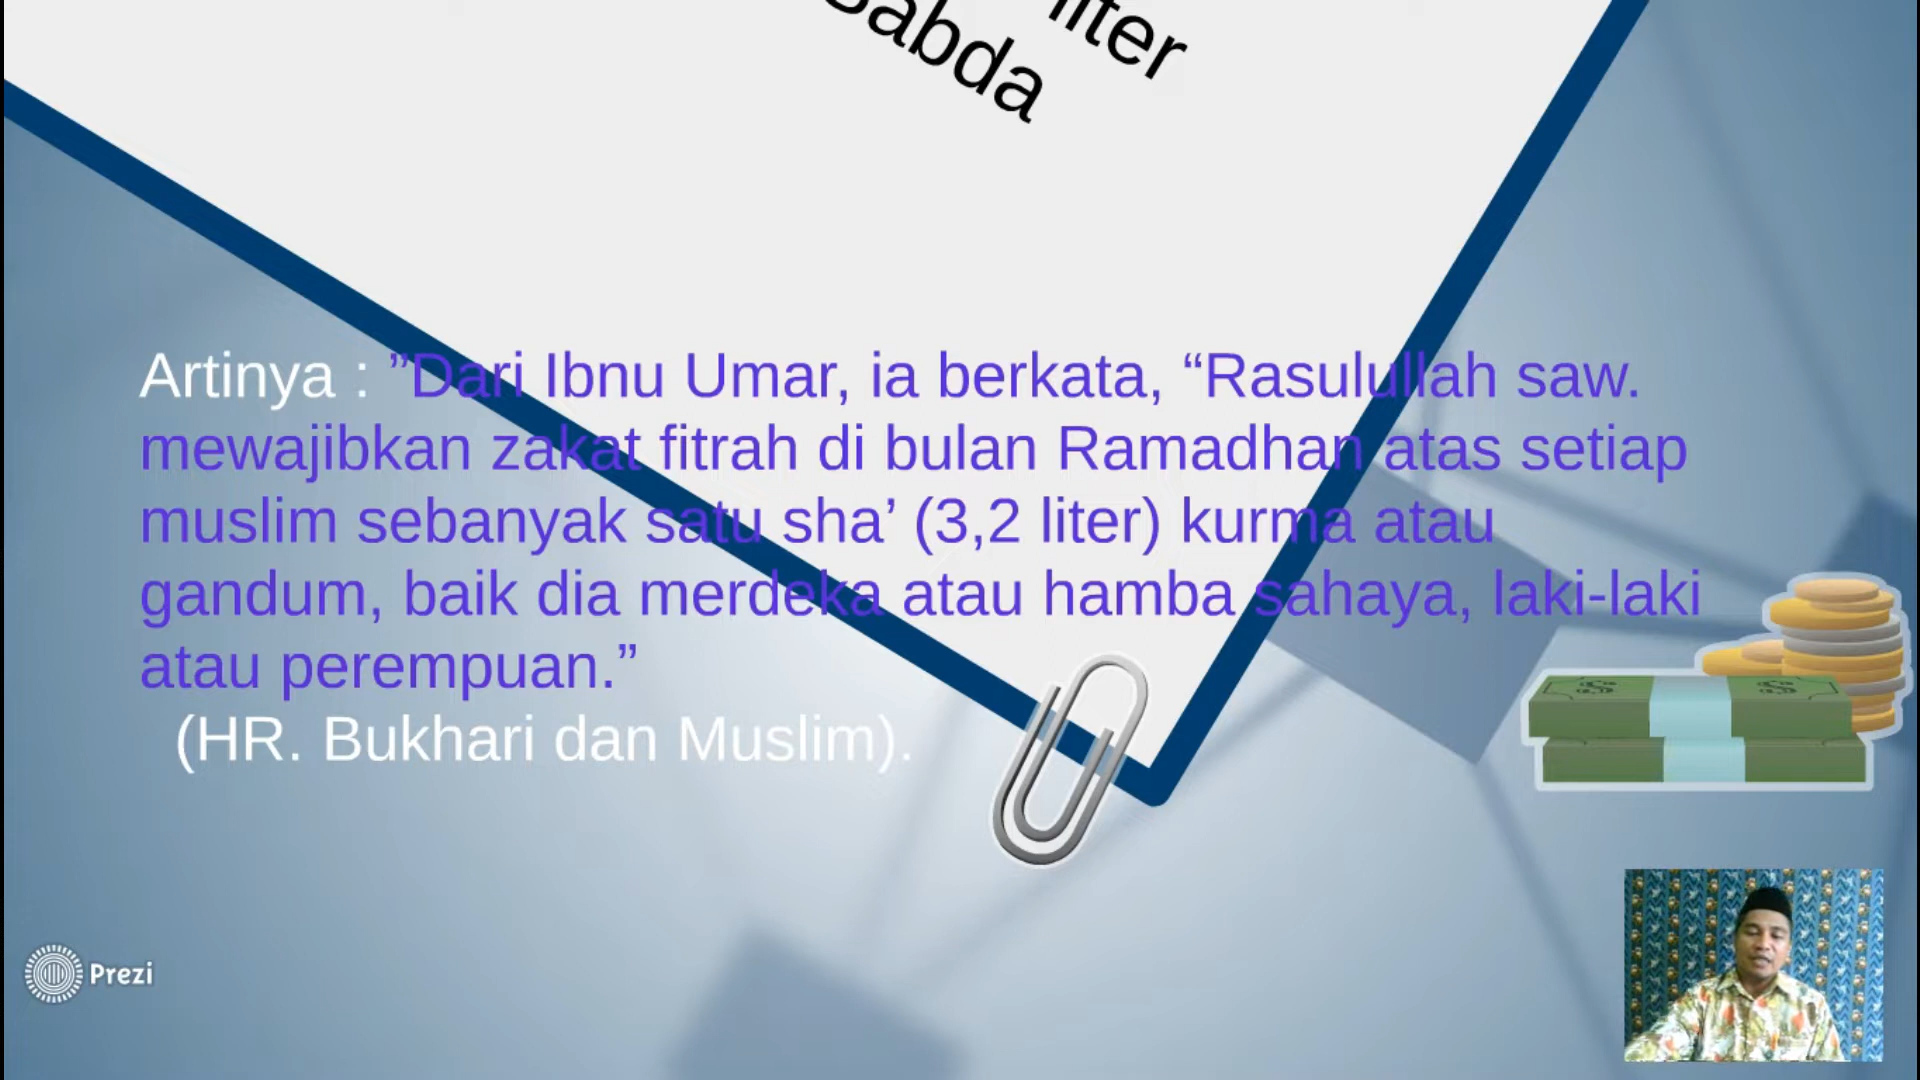 liter
Sabda
Artinya : ”Dari Ibnu Umar, ia berkata, “Rasulullah saw.
mewajibkan zakat fitrah di bulan Ramadhan atas setiap
muslim sebanyak satu sha’ (3,2 liter) kurma atau
gandum, baik dia merdeka atau hamba sahaya, laki-laki
atau perempuan.”
(HR. Bukhari dan Muslim).
Prezi